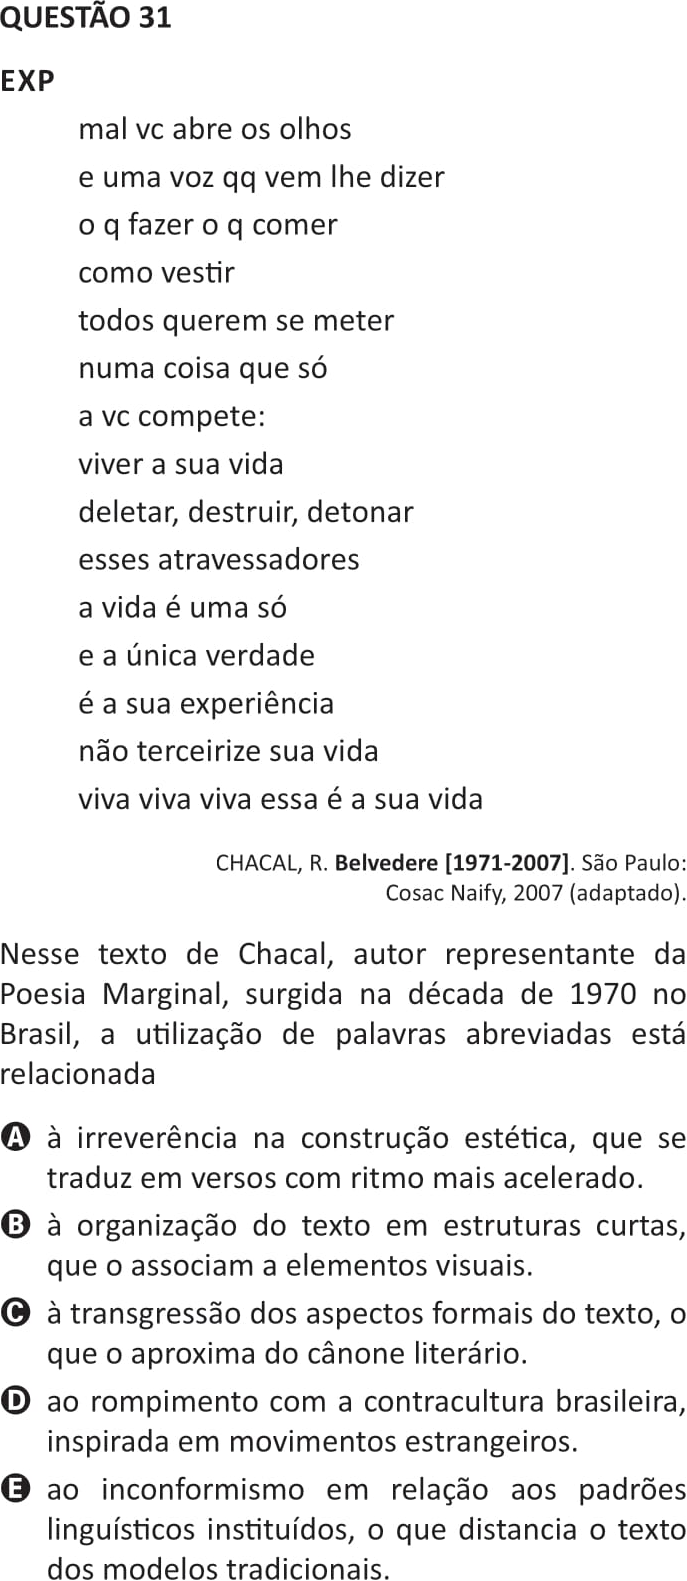 QUESTÃO 31
EXP
mal vc abre os olhos
e uma voz qq vem lhe dizer
o q fazer o q comer
como vestir
todos querem se meter
numa coisa que só
a vc compete:
viver a sua vida
deletar, destruir, detonar
esses atravessadores
a vida é uma só
e a única verdade
é a sua experiência
não terceirize sua vida
viva viva viva essa é a sua vida
CHACAL, R. Belvedere [1971-2007]. São Paulo:
Cosac Naify, 2007 (adaptado).
Nesse texto de Chacal, autor representante da
Poesia Marginal, surgida na década de 1970 no
Brasil, a utilização de palavras abreviadas está
relacionada
A à irreverência na construção estética, que se
traduz em versos com ritmo mais acelerado.
B à organização do texto em estruturas curtas,
que o associam a elementos visuais.
C à transgressão dos aspectos formais do texto, o
que o aproxima do cânone literário.
D ao rompimento com a contracultura brasileira,
inspirada em movimentos estrangeiros.
E ao inconformismo em relação aos padrões
linguísticos instituídos, o que distancia o texto
dos modelos tradicionais.